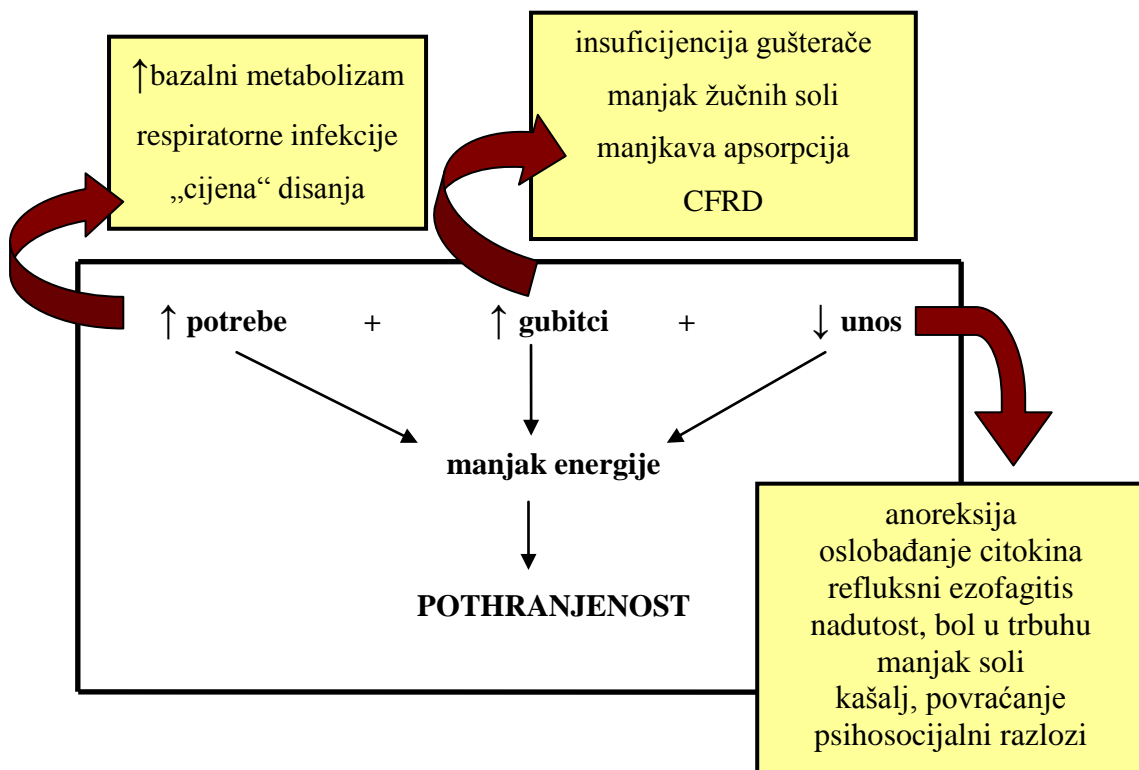 ↑bazalni metabolizam
respiratorne infekcije
„cijena“ disanja
insuficijencija gušterače
manjak žučnih soli
manjkava apsorpcija
CFRD
↑ potrebe + ↑ gubitci + ↓ unos
manjak energije
POTHRANJENOST
anoreksija
oslobađanje citokina
refluksni ezofagitis
nadutost, bol u trbuhu
manjak soli
kašalj, povraćanje
psihosocijalni razlozi